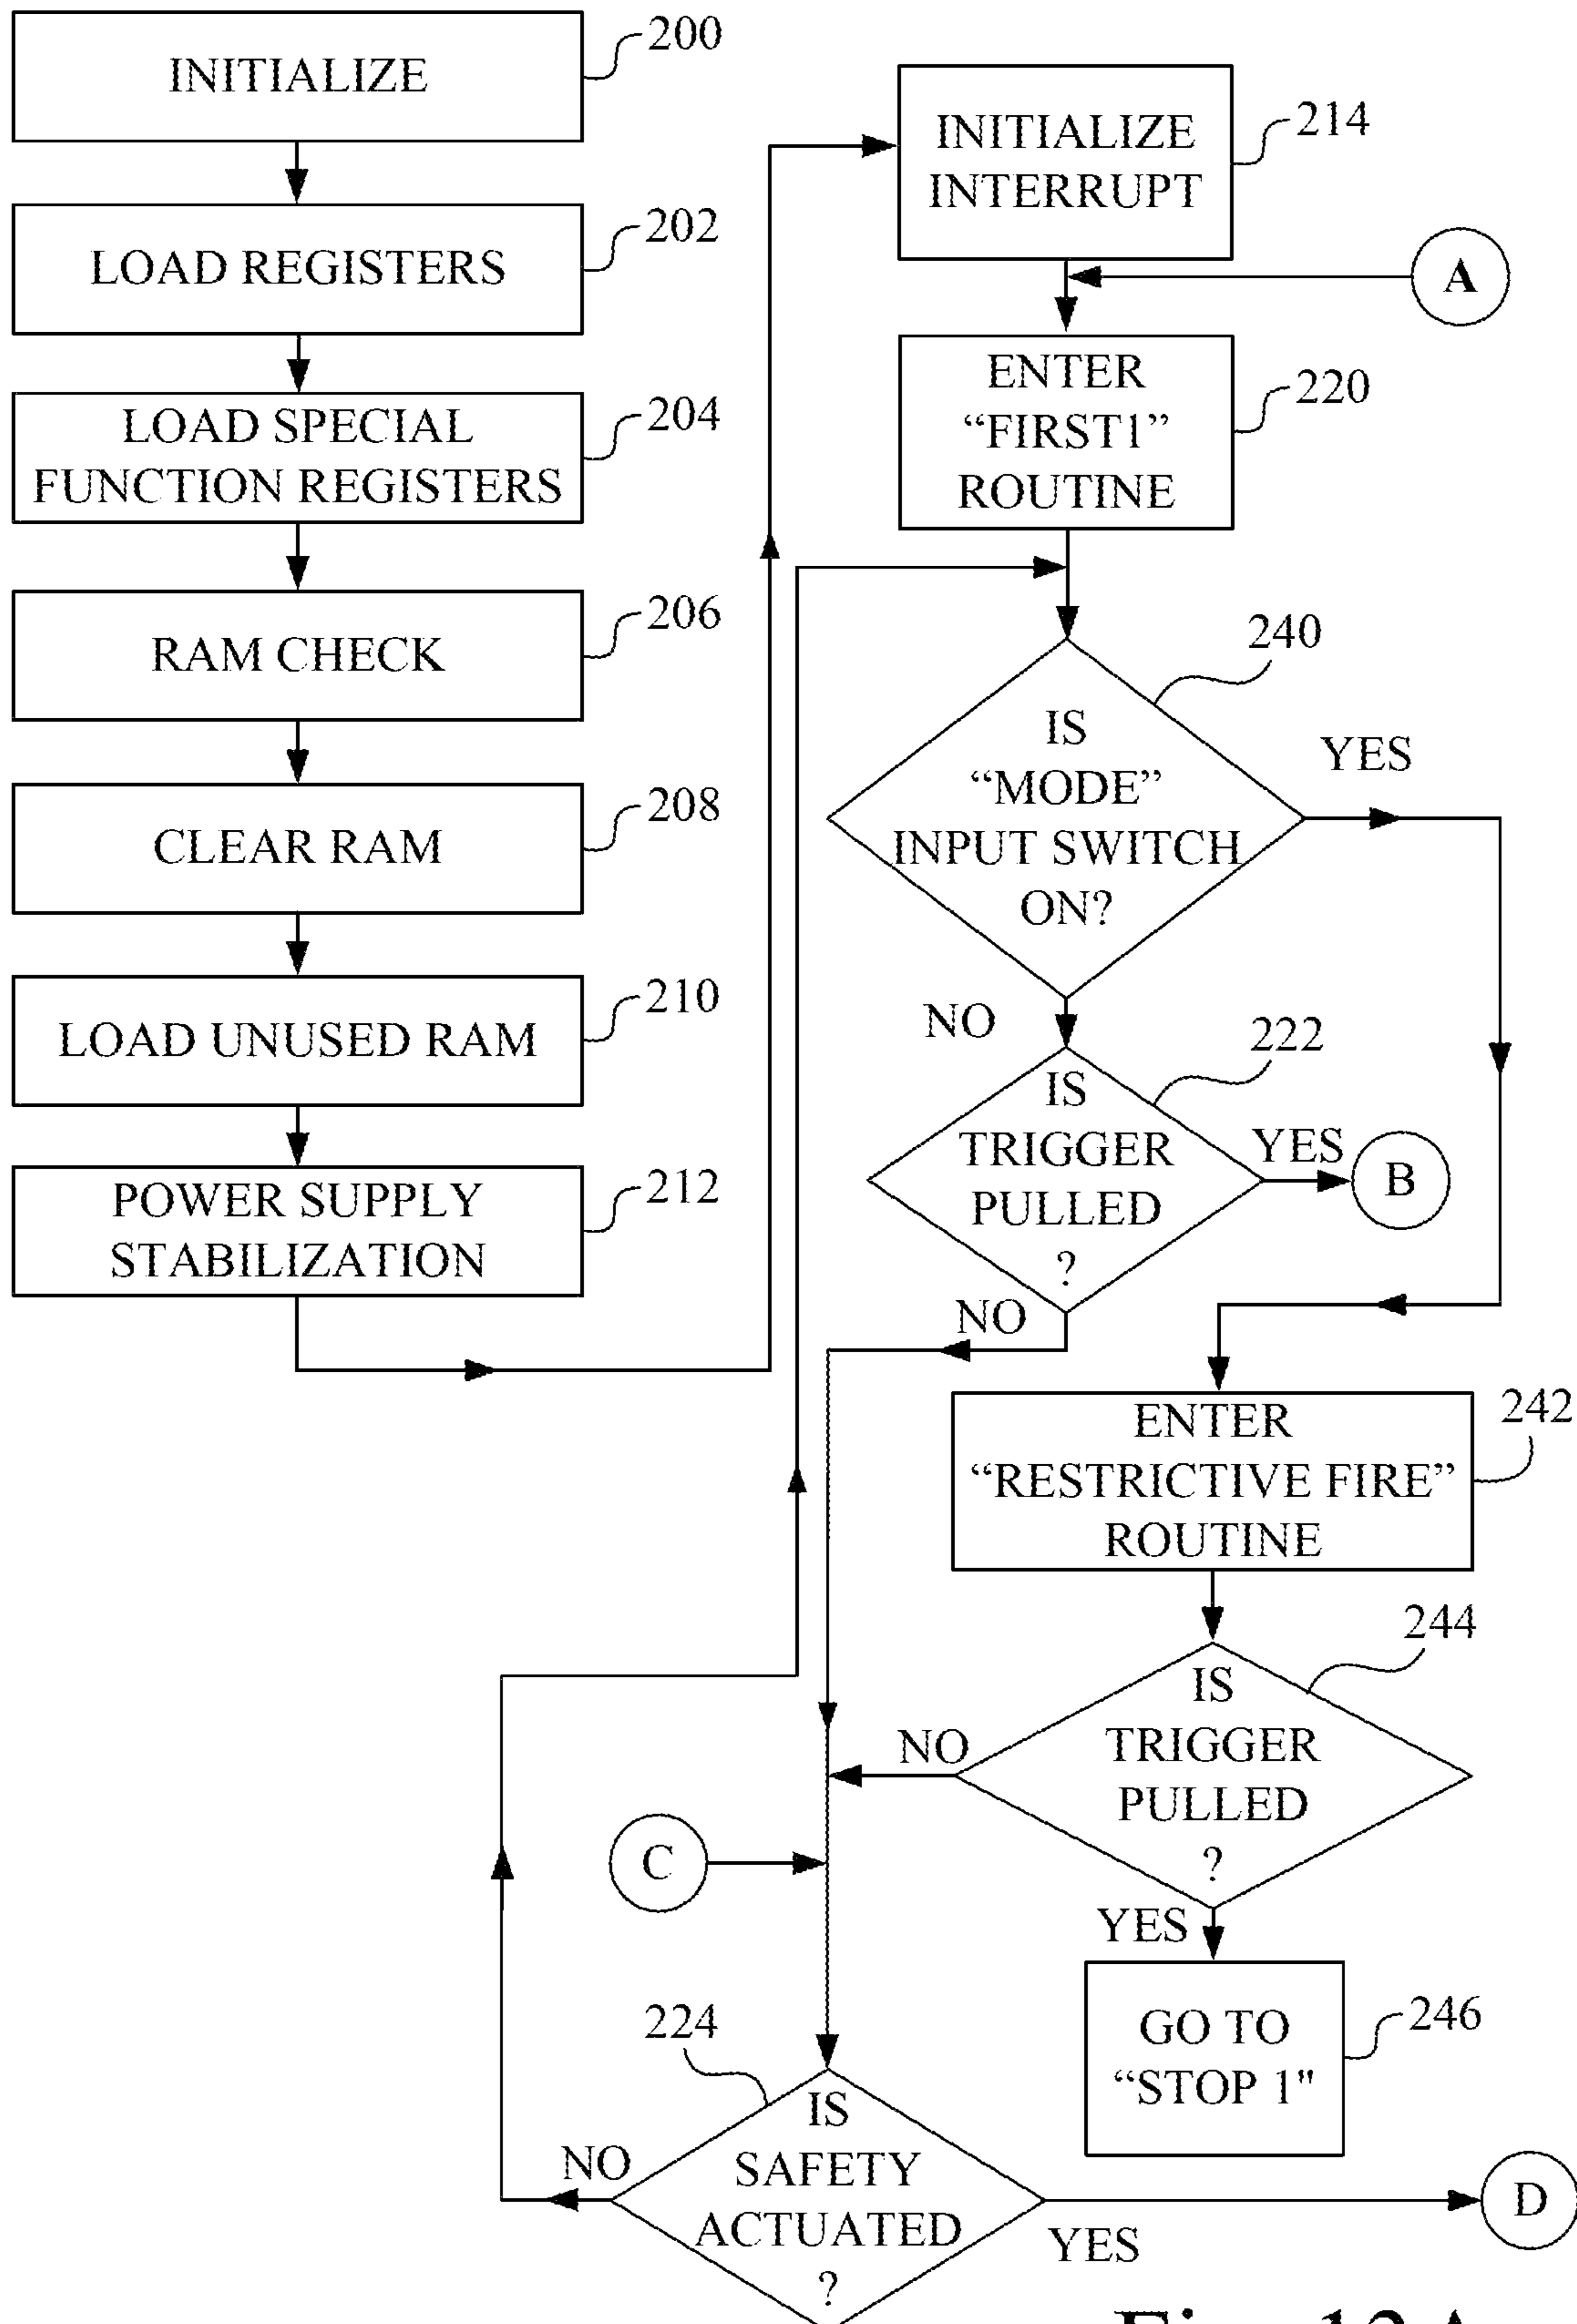 INITIALIZE
200
LOAD REGISTERS
202
LOAD SPECIAL
FUNCTION REGISTERS
204
RAM CHECK
206
CLEAR RAM
208
LOAD UNUSED RAM
210
POWER SUPPLY
STABILIZATION
212
INITIALIZE
INTERRUPT
214
A
ENTER
“FIRST1”
ROUTINE
220
240
IS
“MODE”
INPUT SWITCH
ON?
YES
NO
222
IS
TRIGGER
PULLED
?
YES
B
NO
ENTER
“RESTRICTIVE FIRE”
ROUTINE
242
244
IS
TRIGGER
PULLED
?
NO
C
YES
GO TO
“STOP 1"
246
224
IS
SAFETY
ACTUATED
?
NO
YES
D